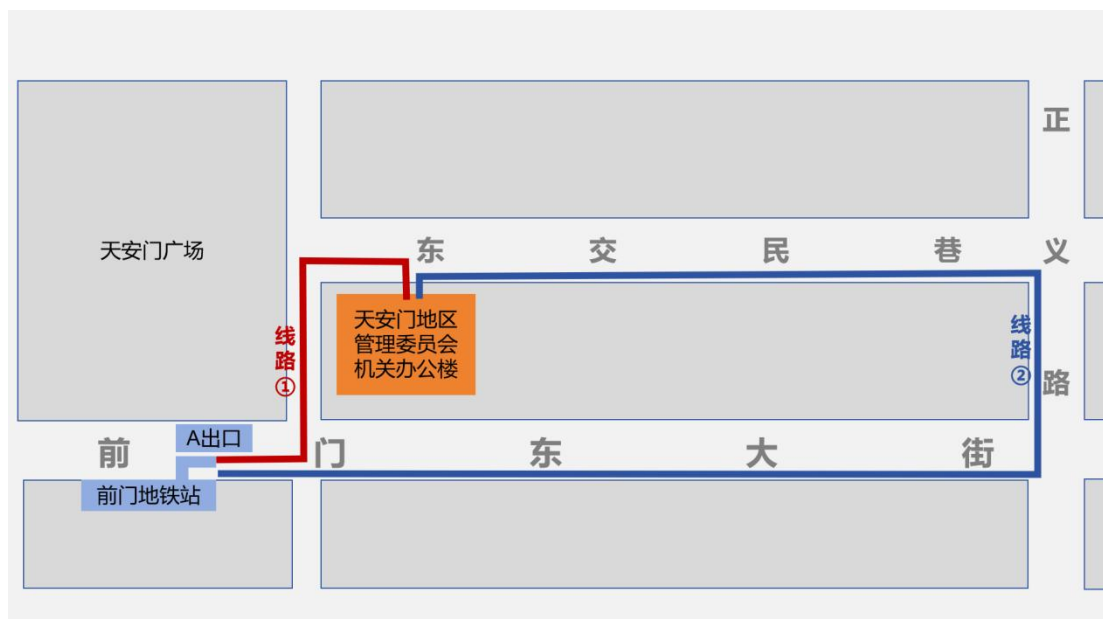 正义路
天安门广场
东交民巷
线路①
天安门地区
管理委员会
机关办公楼
线路②
A出口
前门东大街
前门地铁站